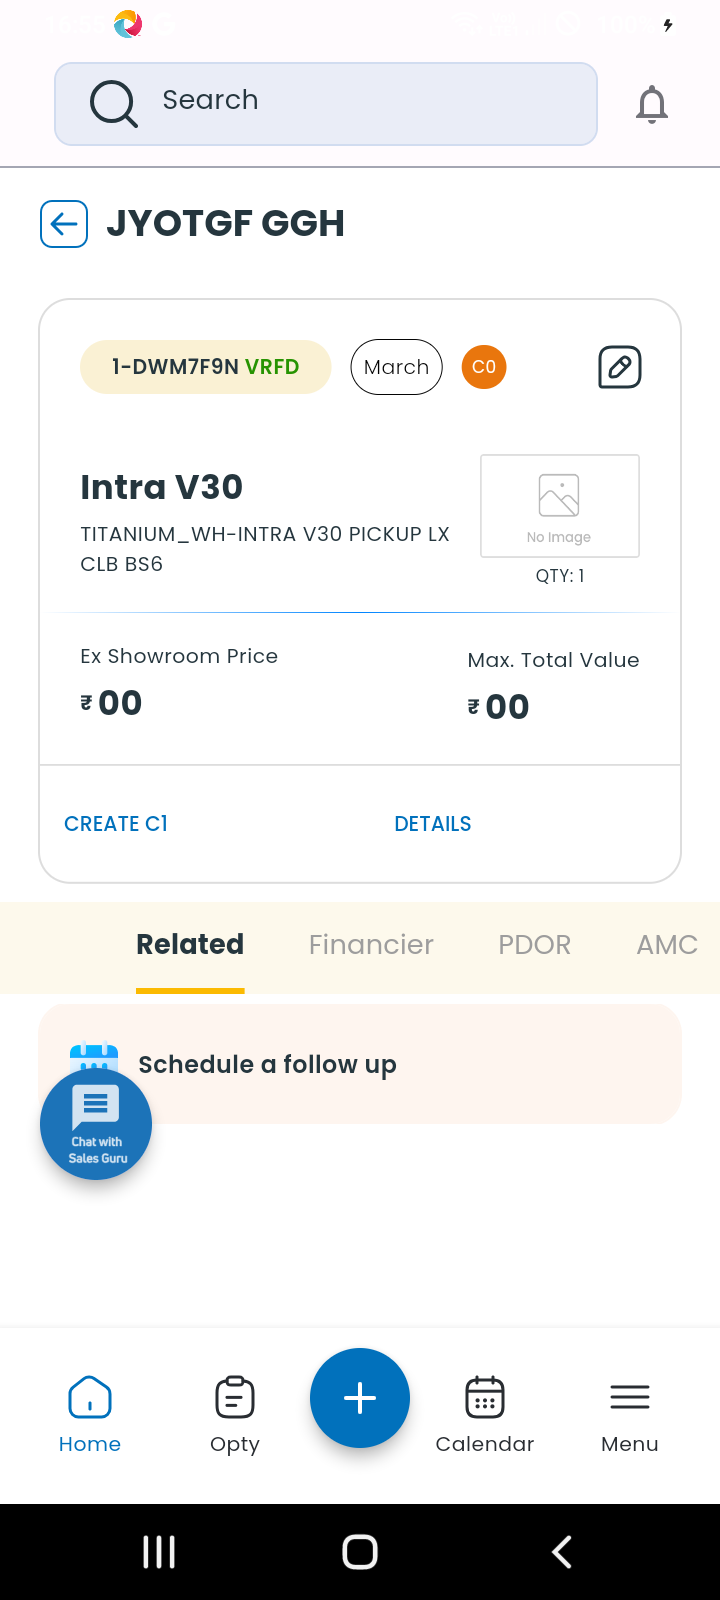 Search
JYOTGF GGH
1-DWM7F9N VRFD
March
C0
Intra V30
TITANIUM_WH-INTRA V30 PICKUP LX
CLB BS6
No Image
QTY: 1
Ex Showroom Price
₹ 00
Max. Total Value
₹ 00
CREATE C1
DETAILS
Related
Financier
PDOR
AMC
Schedule a follow up
Chat with
Sales Guru
Home
Opty
Calendar
Menu